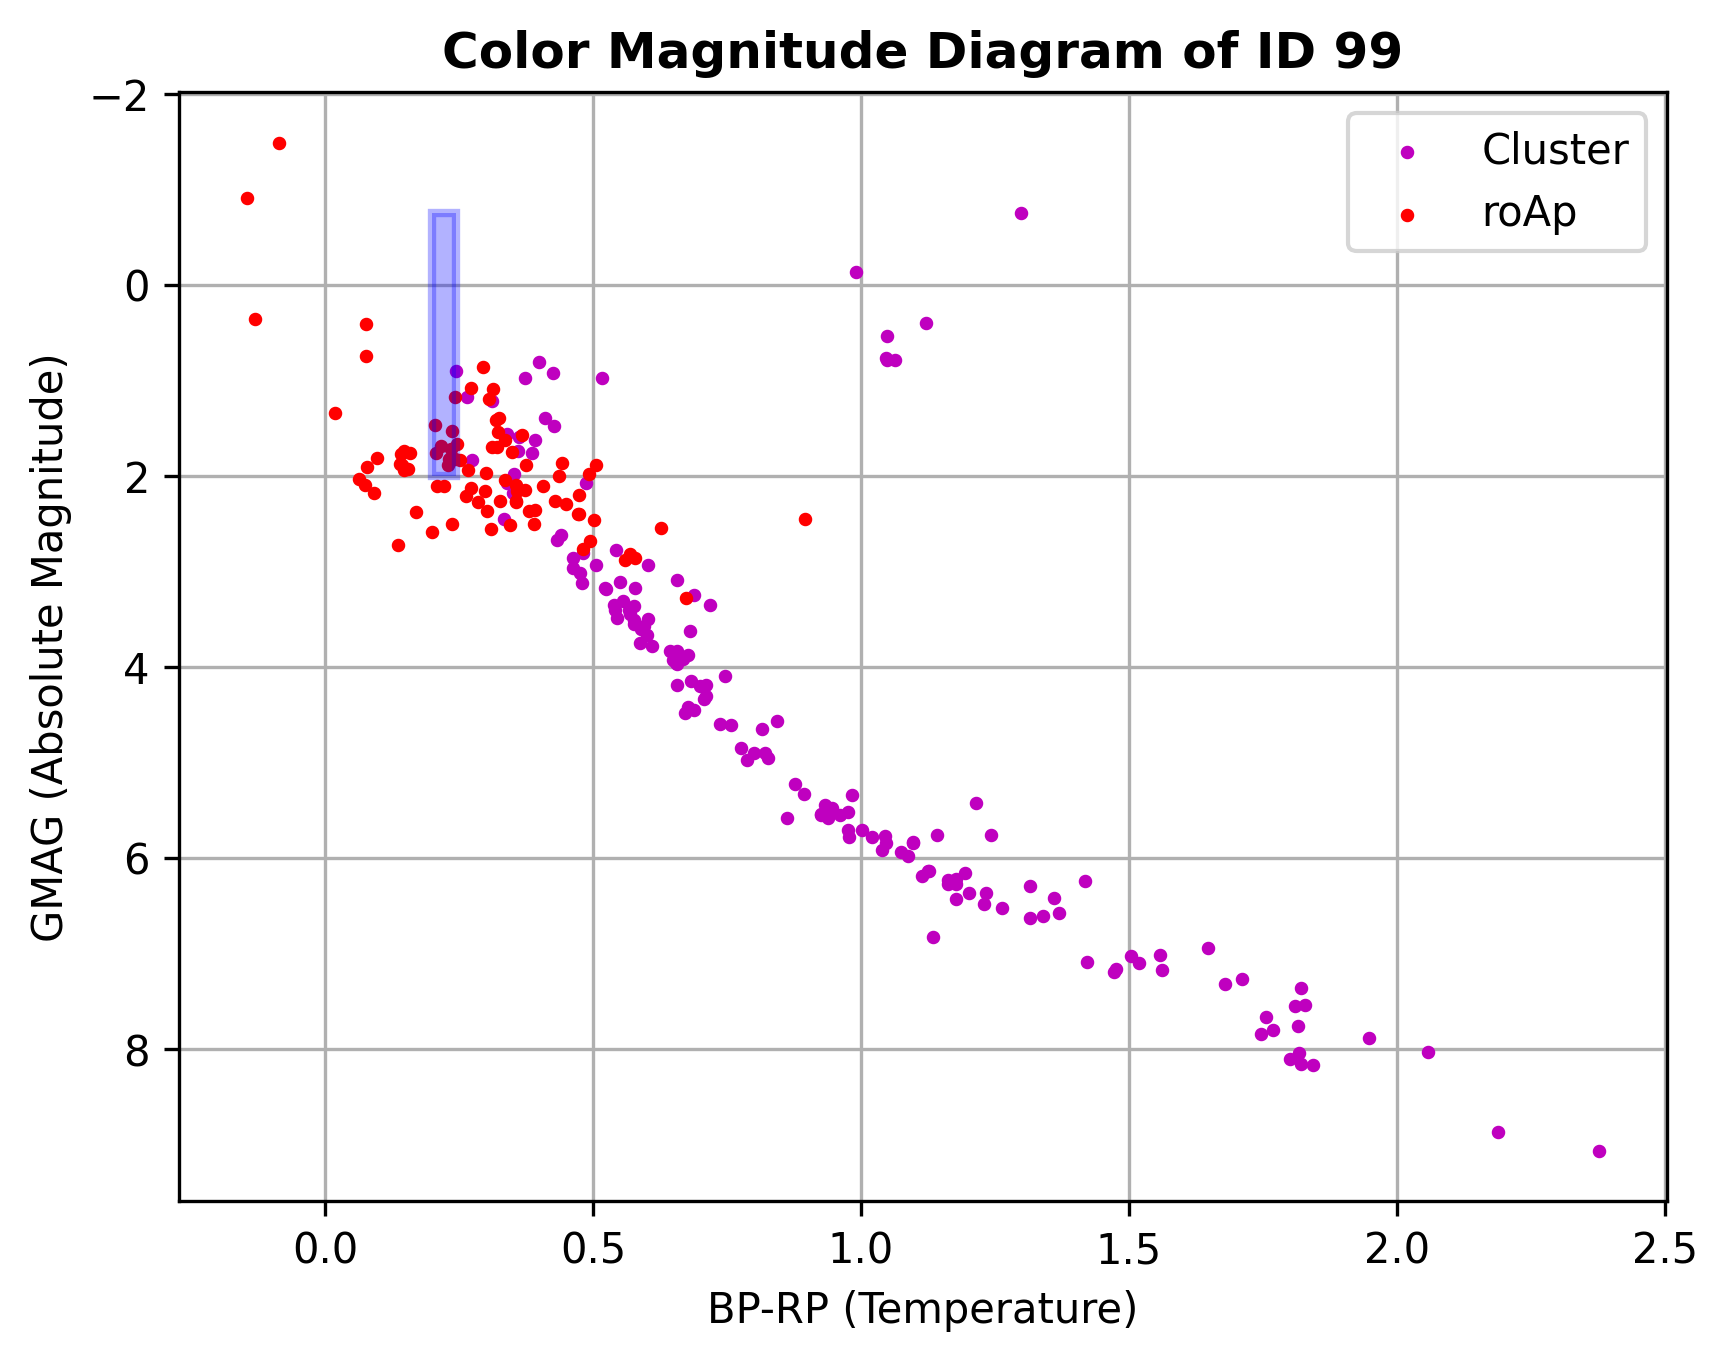 Color Magnitude Diagram of ID 99
−2
0
2
4
6
8
GMAG (Absolute Magnitude)
Cluster
roAp
0.0 0.5 1.0 1.5 2.0 2.5
BP-RP (Temperature)